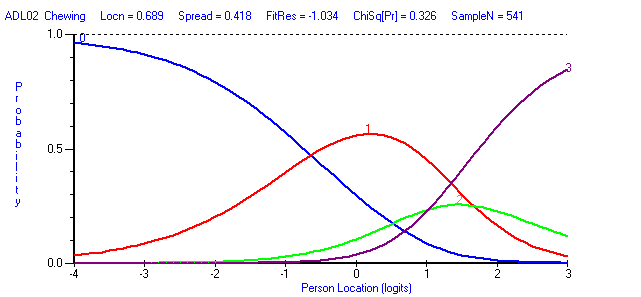 ADL02 Chewing Locn = 0.689 Spread = 0.418 FitRes = -1.034 ChiSq[Pr] = 0.326 SampleN = 541
1.0
0
3
Probability
1
0.5
2
0.0
-4 -3 -2 -1 0 1 2 3
Person Location (logits)